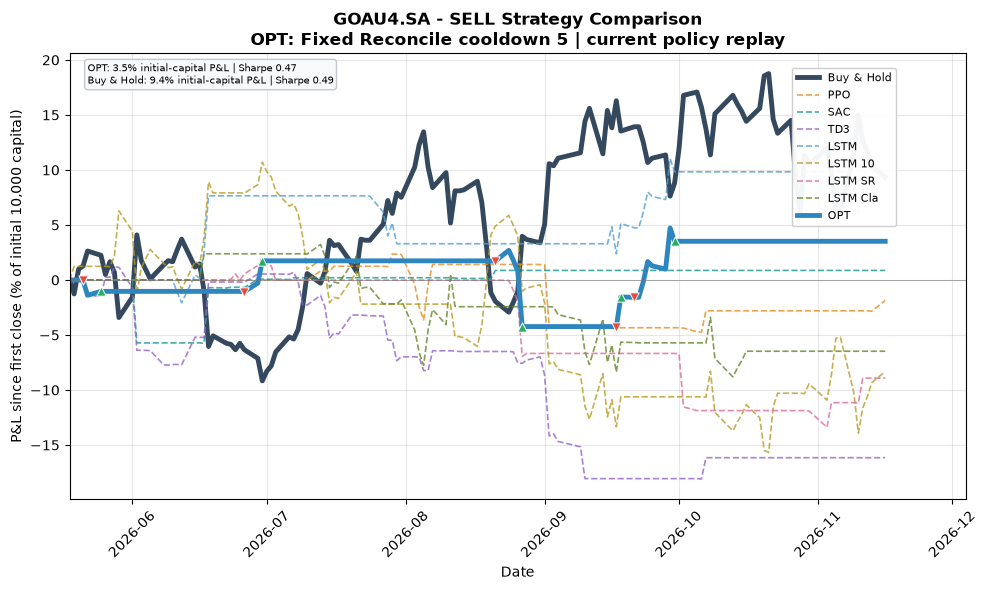 GOAU4.SA - SELL Strategy Comparison
OPT: Fixed Reconcile cooldown 5 | current policy replay
OPT: 3.5% initial-capital P&L | Sharpe 0.47
Buy & Hold: 9.4% initial-capital P&L | Sharpe 0.49
Buy & Hold
PPO
SAC
TD3
LSTM
LSTM 10
LSTM SR
LSTM Cla
OPT
P&L since first close (% of initial 10,000 capital)
20
15
10
5
0
−5
−10
−15
2026-06
2026-07
2026-08
2026-09
2026-10
2026-11
2026-12
Date